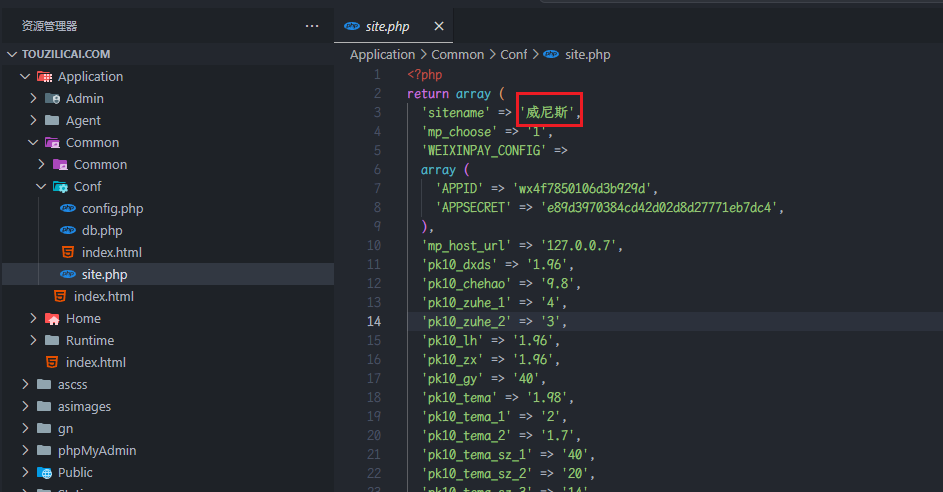 资源管理器
TOUZILICAI.COM
Application
Admin
Agent
Common
Common
Conf
config.php
db.php
index.html
site.php
index.html
Home
Runtime
index.html
ascss
asimages
gn
phpMyAdmin
Public
site.php
Application > Common > Conf > site.php
1 <?php
2 return array (
3 'sitename' => '威尼斯',
4 'mp_choose' => '1',
5 'WEIXINPAY_CONFIG' =>
6 array (
7 'APPID' => 'wx4f7850106d3b929d',
8 'APPSECRET' => 'e89d3970384cd42d02d8d27771eb7dc4',
9 ),
10 'mp_host_url' => '127.0.0.7',
11 'pk10_dxds' => '1.96',
12 'pk10_chehao' => '9.8',
13 'pk10_zuhe_1' => '4',
14 'pk10_zuhe_2' => '3',
15 'pk10_lh' => '1.96',
16 'pk10_zx' => '1.96',
17 'pk10_gy' => '40',
18 'pk10_tema' => '1.98',
19 'pk10_tema_1' => '2',
20 'pk10_tema_2' => '1.7',
21 'pk10_tema_sz_1' => '40',
22 'pk10_tema_sz_2' => '20',
23 'pk10_tema_sz_3' => '14'